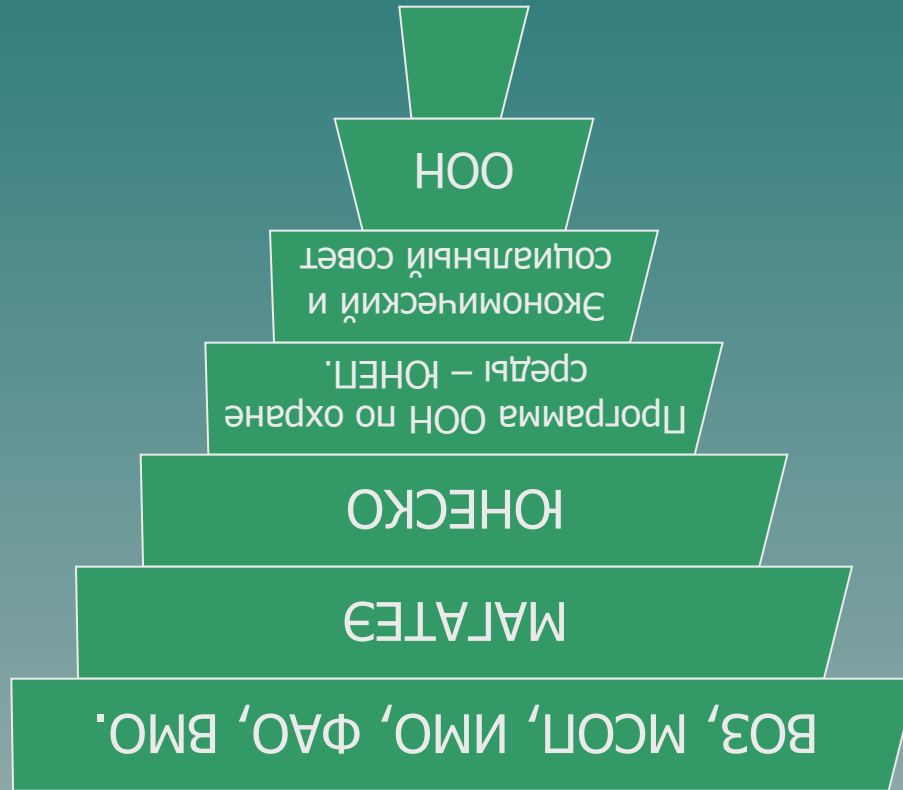 ВОЗ, МСОП, ИМО, ФАО, ВМО.
МАГАТЭ
ЮНЕСКО
Программа ООН по охране
среды – ЮНЕП.
Экономический и
социальный совет
ООН